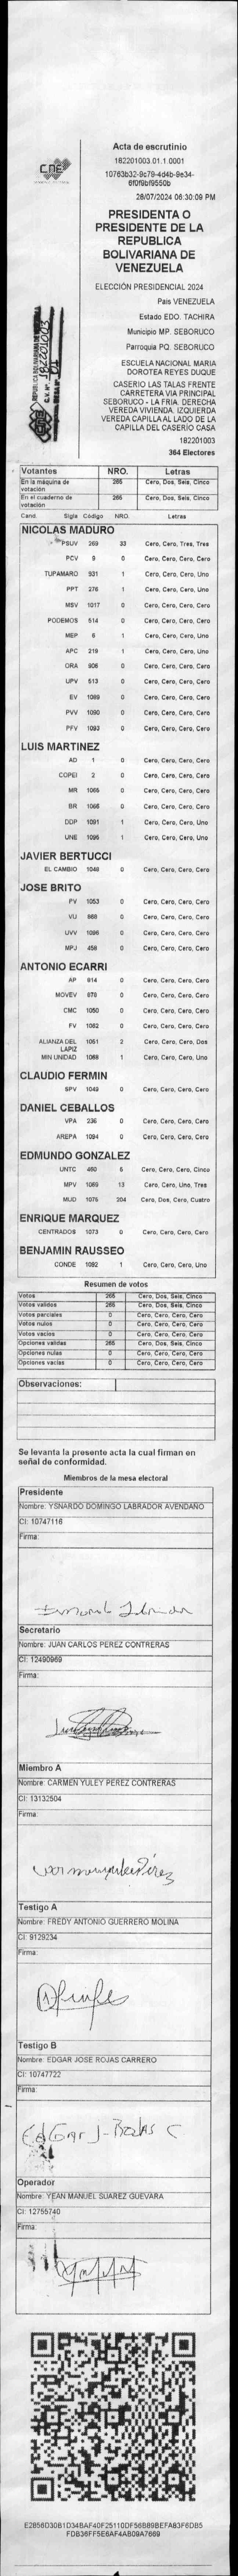 CNE
REPUBLICA BOLIVARIANA DE
182201003
01
Acta de escrutinio
182201003.01.1.0001
10763b32-9c79-4d4b-9e34-
6f0f9bf9550b
28/07/2024 06:30:09 PM
PRESIDENTA O
PRESIDENTE DE LA
REPUBLICA
BOLIVARIANA DE
VENEZUELA
ELECCIÓN PRESIDENCIAL 2024
Pais VENEZUELA
Estado EDO. TACHIRA
Municipio MP. SEBORUCO
Parroquia PQ. SEBORUCO
ESCUELA NACIONAL MARIA
DOROTEA REYES DUQUE
CASERIO LAS TALAS FRENTE
CARRETERA VIA PRINCIPAL
SEBORUCO - LA FRIA. DERECHA
VEREDA VIVIENDA. IZQUIERDA
VEREDA CAPILLA AL LADO DE LA
CAPILLA DEL CASERIO CASA
182201003
364 Electores
Votantes NRO. Letras
En la máquina de votación 265 Cero, Dos, Seis, Cinco
En el cuaderno de votación 265 Cero, Dos, Seis, Cinco
Cand. Sigla Código NRO. Letras
NICOLAS MADURO
PSUV 269 33 Cero, Cero, Tres, Tres
PCV 9 0 Cero, Cero, Cero, Cero
TUPAMARO 931 1 Cero, Cero, Cero, Uno
PPT 276 1 Cero, Cero, Cero, Uno
MSV 1017 0 Cero, Cero, Cero, Cero
PODEMOS 514 0 Cero, Cero, Cero, Cero
MEP 6 1 Cero, Cero, Cero, Uno
APC 219 1 Cero, Cero, Cero, Uno
ORA 906 0 Cero, Cero, Cero, Cero
UPV 513 0 Cero, Cero, Cero, Cero
EV 1089 0 Cero, Cero, Cero, Cero
PVV 1090 0 Cero, Cero, Cero, Cero
PFV 1093 0 Cero, Cero, Cero, Cero
LUIS MARTINEZ
AD 1 0 Cero, Cero, Cero, Cero
COPEI 2 0 Cero, Cero, Cero, Cero
MR 1065 0 Cero, Cero, Cero, Cero
BR 1066 0 Cero, Cero, Cero, Cero
DDP 1091 1 Cero, Cero, Cero, Uno
UNE 1095 1 Cero, Cero, Cero, Uno
JAVIER BERTUCCI
EL CAMBIO 1048 0 Cero, Cero, Cero, Cero
JOSE BRITO
PV 1053 0 Cero, Cero, Cero, Cero
VU 868 0 Cero, Cero, Cero, Cero
UVV 1096 0 Cero, Cero, Cero, Cero
MPJ 458 0 Cero, Cero, Cero, Cero
ANTONIO ECARRI
AP 914 0 Cero, Cero, Cero, Cero
MOVEV 870 0 Cero, Cero, Cero, Cero
CMC 1050 0 Cero, Cero, Cero, Cero
FV 1062 0 Cero, Cero, Cero, Cero
ALIANZA DEL LAPIZ 1051 2 Cero, Cero, Cero, Dos
MIN UNIDAD 1068 1 Cero, Cero, Cero, Uno
CLAUDIO FERMIN
SPV 1049 0 Cero, Cero, Cero, Cero
DANIEL CEBALLOS
VPA 236 0 Cero, Cero, Cero, Cero
AREPA 1094 0 Cero, Cero, Cero, Cero
EDMUNDO GONZALEZ
UNTC 460 5 Cero, Cero, Cero, Cinco
MPV 1069 13 Cero, Cero, Uno, Tres
MUD 1075 204 Cero, Dos, Cero, Cuatro
ENRIQUE MARQUEZ
CENTRADOS 1073 0 Cero, Cero, Cero, Cero
BENJAMIN RAUSSEO
CONDE 1092 1 Cero, Cero, Cero, Uno
Resumen de votos
Votos 265 Cero, Dos, Seis, Cinco
Votos validos 265 Cero, Dos, Seis, Cinco
Votos parciales 0 Cero, Cero, Cero, Cero
Votos nulos 0 Cero, Cero, Cero, Cero
Votos vacios 0 Cero, Cero, Cero, Cero
Opciones validas 265 Cero, Dos, Seis, Cinco
Opciones nulas 0 Cero, Cero, Cero, Cero
Opciones vacias 0 Cero, Cero, Cero, Cero
Observaciones:
Se levanta la presente acta la cual firman en
señal de conformidad.
Miembros de la mesa electoral
Presidente
Nombre: YSNARDO DOMINGO LABRADOR AVENDAÑO
CI: 10747116
Firma:
Secretario
Nombre: JUAN CARLOS PEREZ CONTRERAS
CI: 12490969
Firma:
Miembro A
Nombre: CARMEN YULEY PEREZ CONTRERAS
CI: 13132504
Firma:
Testigo A
Nombre: FREDY ANTONIO GUERRERO MOLINA
CI: 9129234
Firma:
Testigo B
Nombre: EDGAR JOSE ROJAS CARRERO
CI: 10747722
Firma:
EdGar J- Rojas C
Operador
Nombre: YEAN MANUEL SUAREZ GUEVARA
CI: 12755740
Firma:
E2856D30B1D34BAF40F25110DF56B89BEFA83F6DB5
FDB36FF5E6AF4AB09A7669